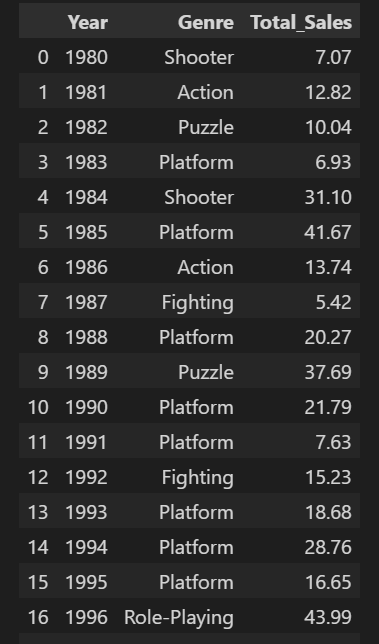 Year Genre Total_Sales
0 1980 Shooter 7.07
1 1981 Action 12.82
2 1982 Puzzle 10.04
3 1983 Platform 6.93
4 1984 Shooter 31.10
5 1985 Platform 41.67
6 1986 Action 13.74
7 1987 Fighting 5.42
8 1988 Platform 20.27
9 1989 Puzzle 37.69
10 1990 Platform 21.79
11 1991 Platform 7.63
12 1992 Fighting 15.23
13 1993 Platform 18.68
14 1994 Platform 28.76
15 1995 Platform 16.65
16 1996 Role-Playing 43.99